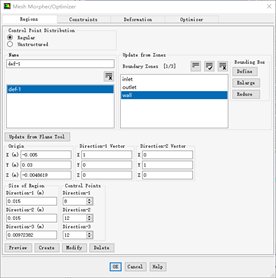 Mesh Morpher/Optimizer
Regions Constraints Deformation Optimizer
Control Point Distribution
Regular
Unstructured
Name
def-1
def-1
Update from Zones
Boundary Zones [1/3]
inlet
outlet
wall
Bounding Box
Define
Enlarge
Reduce
Update from Plane Tool
Origin Direction-1 Vector Direction-2 Vector
X (m) -0.005 X 1 X 0
Y (m) 0.03 Y 0 Y 1
Z (m) -0.0048619 Z 0 Z 0
Size of Region Control Points
Direction-1 (m) Direction-1
0.015 8
Direction-2 (m) Direction-2
0.015 12
Direction-3 (m) Direction-3
0.00972382 12
Preview Create Modify Delete
OK Cancel Help